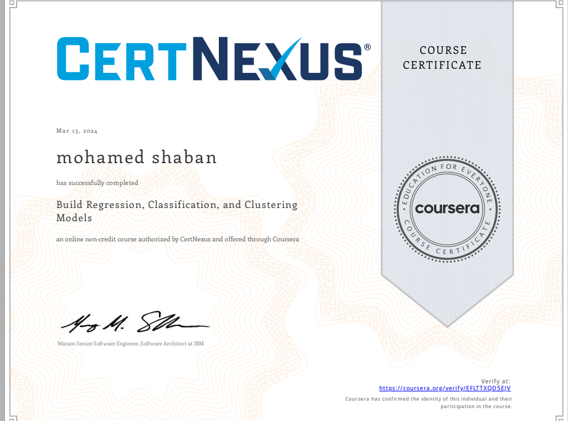 CERTNEXUS®
COURSE
CERTIFICATE
Mar 13, 2024
mohamed shaban
has successfully completed
Build Regression, Classification, and Clustering
Models
an online non-credit course authorized by CertNexus and offered through Coursera
EDUCATION FOR EVERYONE
coursera
COURSE CERTIFICATE
Watson Senior Software Engineer, Software Architect at IBM
Verify at:
https://coursera.org/verify/EFLTTXQDSEJV
Coursera has confirmed the identity of this individual and their
participation in the course.